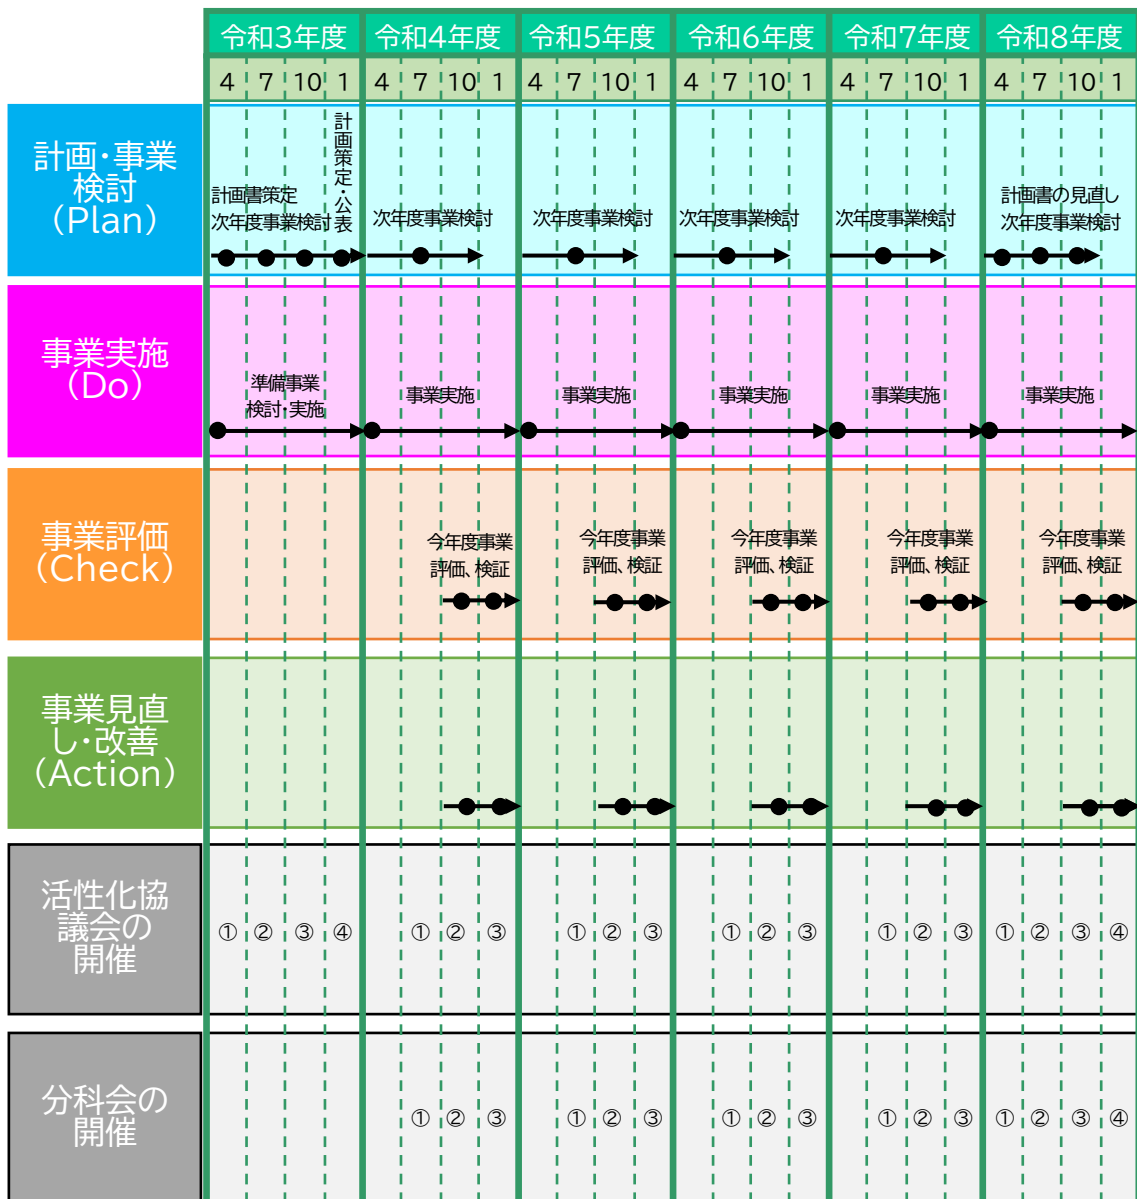 令和3年度 令和4年度 令和5年度 令和6年度 令和7年度 令和8年度
4 7 10 1 4 7 10 1 4 7 10 1 4 7 10 1 4 7 10 1 4 7 10 1
計画・事業
検討
（Plan）
計画書策定
次年度事業検討
計画策定・公表
次年度事業検討
次年度事業検討
次年度事業検討
次年度事業検討
計画書の見直し
次年度事業検討
事業実施
（Do）
準備事業
検討・実施
事業実施
事業実施
事業実施
事業実施
事業実施
事業評価
（Check）
今年度事業
評価、検証
今年度事業
評価、検証
今年度事業
評価、検証
今年度事業
評価、検証
今年度事業
評価、検証
事業見直
し・改善
（Action）
活性化協
議会の
開催
① ② ③ ④ ① ② ③ ① ② ③ ① ② ③ ① ② ③ ① ② ③ ④
分科会の
開催
① ② ③ ① ② ③ ① ② ③ ① ② ③ ① ② ③ ④